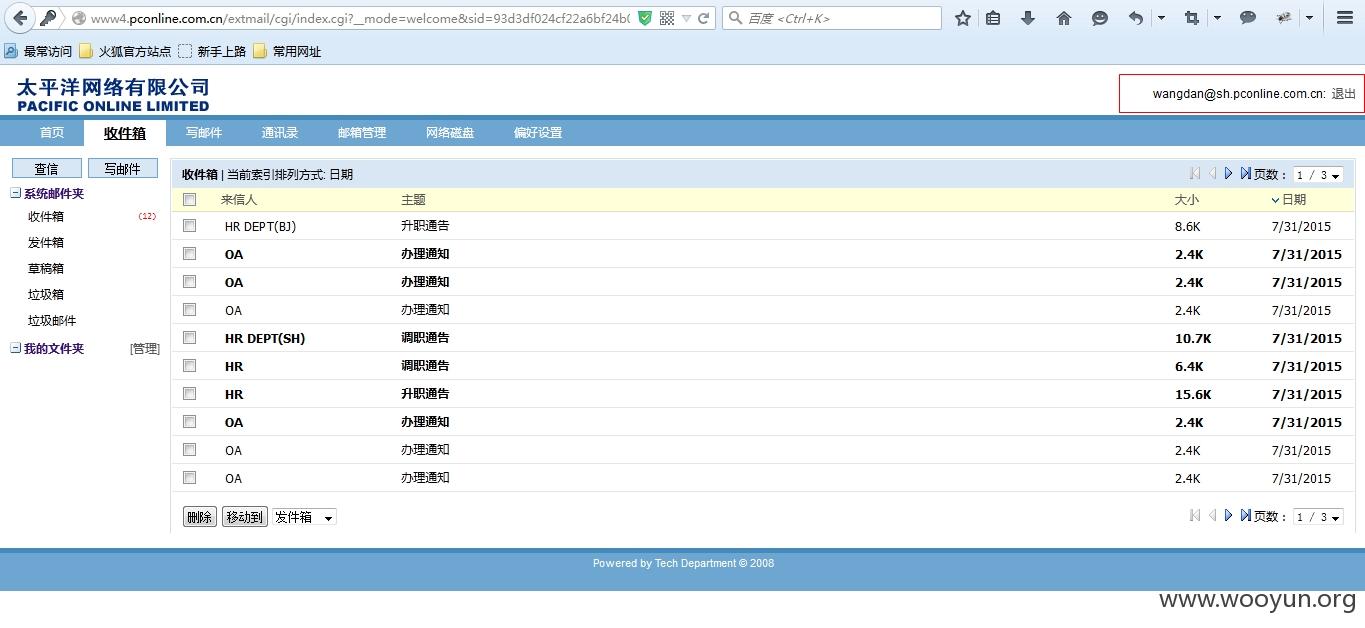 www4.pconline.com.cn/extmail/cgi/index.cgi?__mode=welcome&sid=93d3df024cf22a6bf24b 百度 <Ctrl+K>
最常访问 火狐官方站点 新手上路 常用网址
太平洋网络有限公司
PACIFIC ONLINE LIMITED
wangdan@sh.pconline.com.cn: 退出
首页 收件箱 写邮件 通讯录 邮箱管理 网络磁盘 偏好设置
查信 写邮件
系统邮件夹
收件箱 (12)
发件箱
草稿箱
垃圾箱
垃圾邮件
我的文件夹 [管理]
收件箱 | 当前索引排列方式: 日期 页数： 1 / 3
来信人 主题 大小 日期
HR DEPT(BJ) 升职通告 8.6K 7/31/2015
OA 办理通知 2.4K 7/31/2015
OA 办理通知 2.4K 7/31/2015
OA 办理通知 2.4K 7/31/2015
HR DEPT(SH) 调职通告 10.7K 7/31/2015
HR 调职通告 6.4K 7/31/2015
HR 升职通告 15.6K 7/31/2015
OA 办理通知 2.4K 7/31/2015
OA 办理通知 2.4K 7/31/2015
OA 办理通知 2.4K 7/31/2015
删除 移动到 发件箱 页数： 1 / 3
Powered by Tech Department © 2008
www.wooyun.org